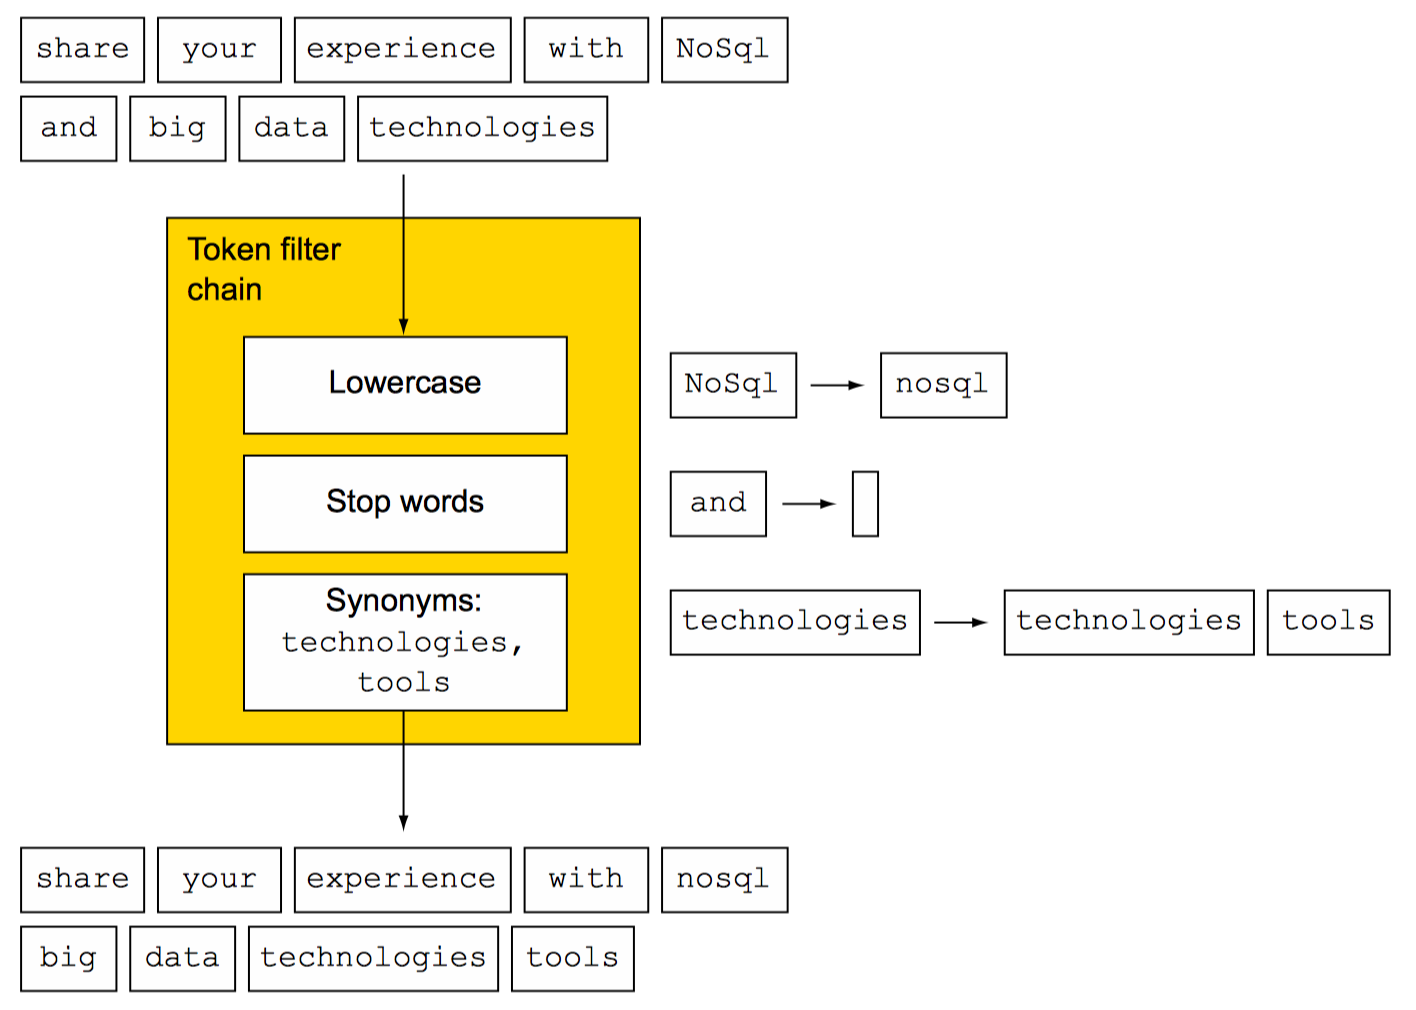 share your experience with NoSql
and big data technologies
Token filter
chain
Lowercase
NoSql nosql
Stop words
and
Synonyms:
technologies,
tools
technologies technologies tools
share your experience with nosql
big data technologies tools